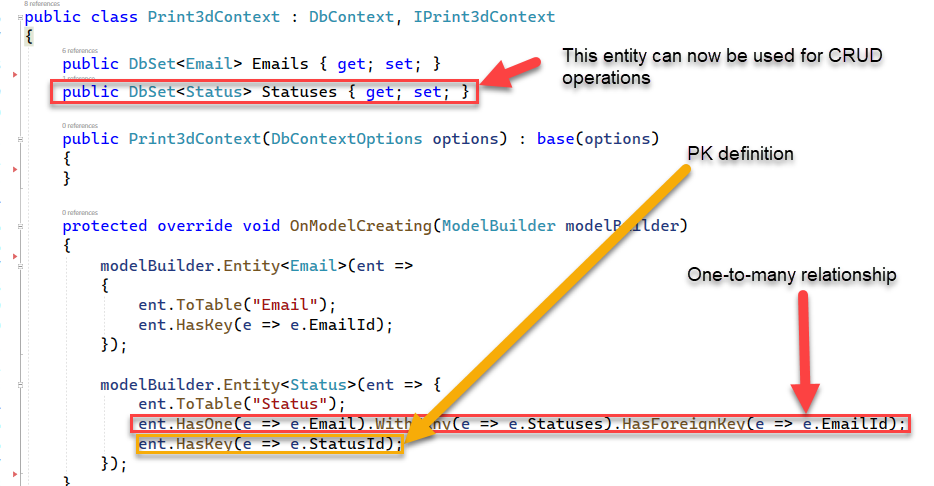 8 references
public class Print3dContext : DbContext, IPrint3dContext
{
6 references
public DbSet<Email> Emails { get; set; }
This entity can now be used for CRUD
operations
public DbSet<Status> Statuses { get; set; }
0 references
public Print3dContext(DbContextOptions options) : base(options)
{
}
PK definition
0 references
protected override void OnModelCreating(ModelBuilder modelBuilder)
{
modelBuilder.Entity<Email>(ent =>
{
One-to-many relationship
ent.ToTable("Email");
ent.HasKey(e => e.EmailId);
});
modelBuilder.Entity<Status>(ent => {
ent.ToTable("Status");
ent.HasOne(e => e.Email).With ny(e => e.Statuses).HasForeignKey(e => e.EmailId);
ent.HasKey(e => e.StatusId);
});
}